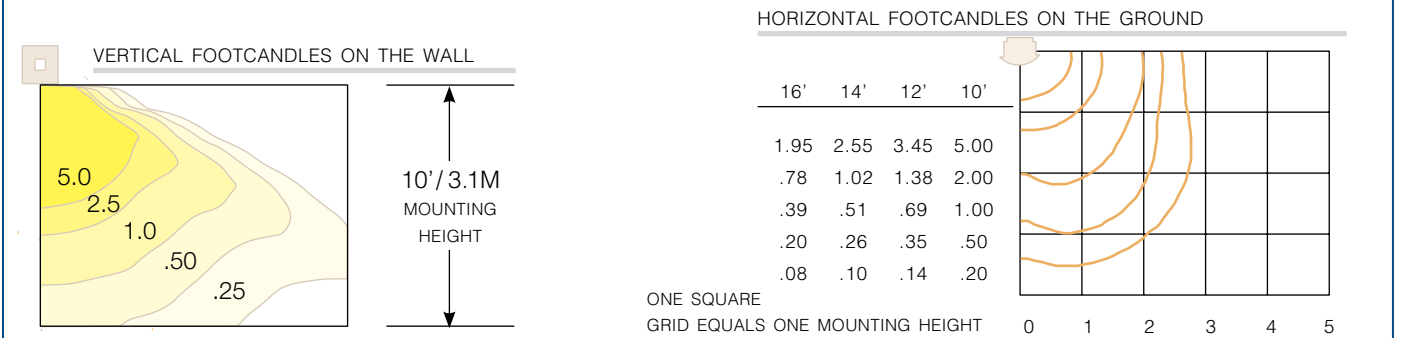 VERTICAL FOOTCANDLES ON THE WALL
5.0
2.5
1.0
.50
.25
10’/3.1M
MOUNTING
HEIGHT
HORIZONTAL FOOTCANDLES ON THE GROUND
16’ 14’ 12’ 10’
1.95 2.55 3.45 5.00
.78 1.02 1.38 2.00
.39 .51 .69 1.00
.20 .26 .35 .50
.08 .10 .14 .20
ONE SQUARE
GRID EQUALS ONE MOUNTING HEIGHT
0 1 2 3 4 5